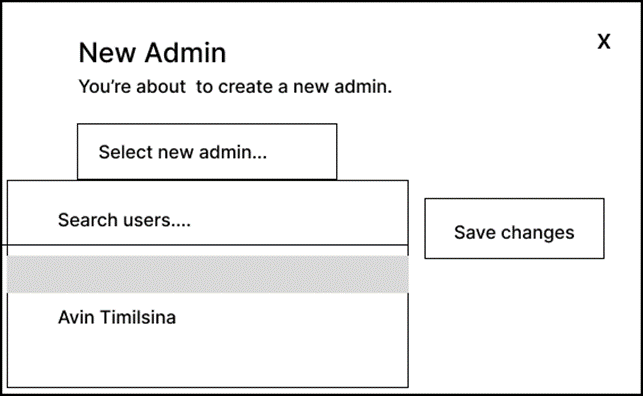 New Admin
X
You're about  to create a new admin.
Select new admin...
Search users....
Save changes
Avin Timilsina